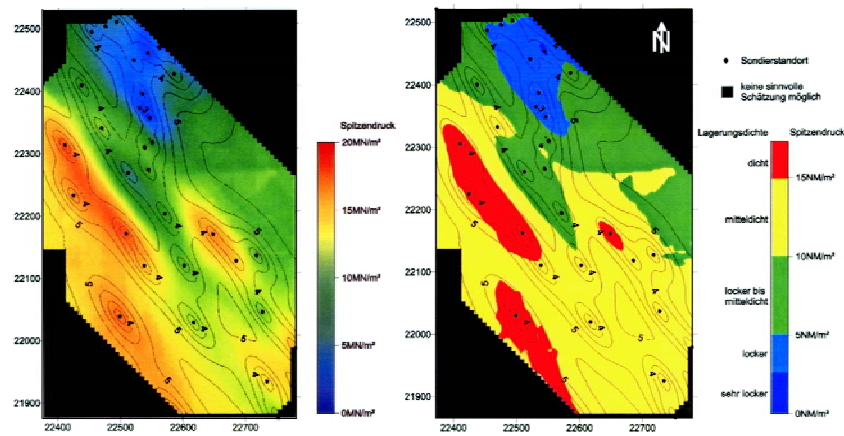 22500
22400
22300
22200
22100
22000
21900
22400 22500 22600 22700
Spitzendruck
20MN/m²
15MN/m²
10MN/m²
5MN/m²
0MN/m²
22500
22400
22300
22200
22100
22000
21900
22400 22500 22600 22700
N
Sondierstandort
keine sinnvolle
Schätzung möglich
Lagerungsdichte Spitzendruck
dicht
15NM/m²
mitteldicht
10NM/m²
locker bis
mitteldicht
5NM/m²
locker
sehr locker
0NM/m²